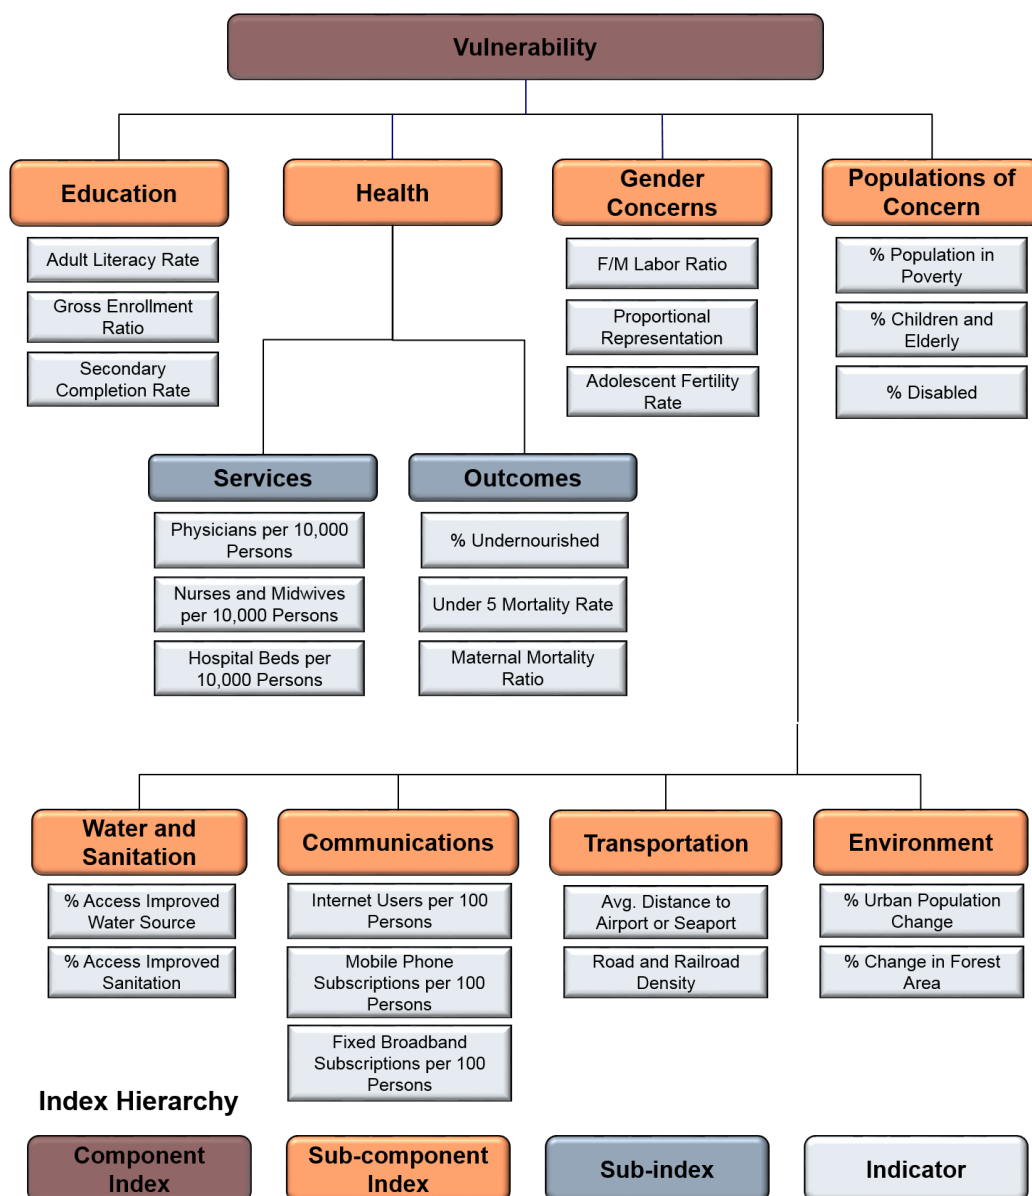 Vulnerability
Education
Health
Gender
Concerns
Populations of
Concern
Adult Literacy Rate
Gross Enrollment
Ratio
Secondary
Completion Rate
F/M Labor Ratio
Proportional
Representation
Adolescent Fertility
Rate
% Population in
Poverty
% Children and
Elderly
% Disabled
Services
Outcomes
Physicians per 10,000
Persons
Nurses and Midwives
per 10,000 Persons
Hospital Beds per
10,000 Persons
% Undernourished
Under 5 Mortality Rate
Maternal Mortality
Ratio
Water and
Sanitation
Communications
Transportation
Environment
% Access Improved
Water Source
% Access Improved
Sanitation
Internet Users per 100
Persons
Mobile Phone
Subscriptions per 100
Persons
Fixed Broadband
Subscriptions per 100
Persons
Avg. Distance to
Airport or Seaport
Road and Railroad
Density
% Urban Population
Change
% Change in Forest
Area
Index Hierarchy
Component
Index
Sub-component
Index
Sub-index
Indicator